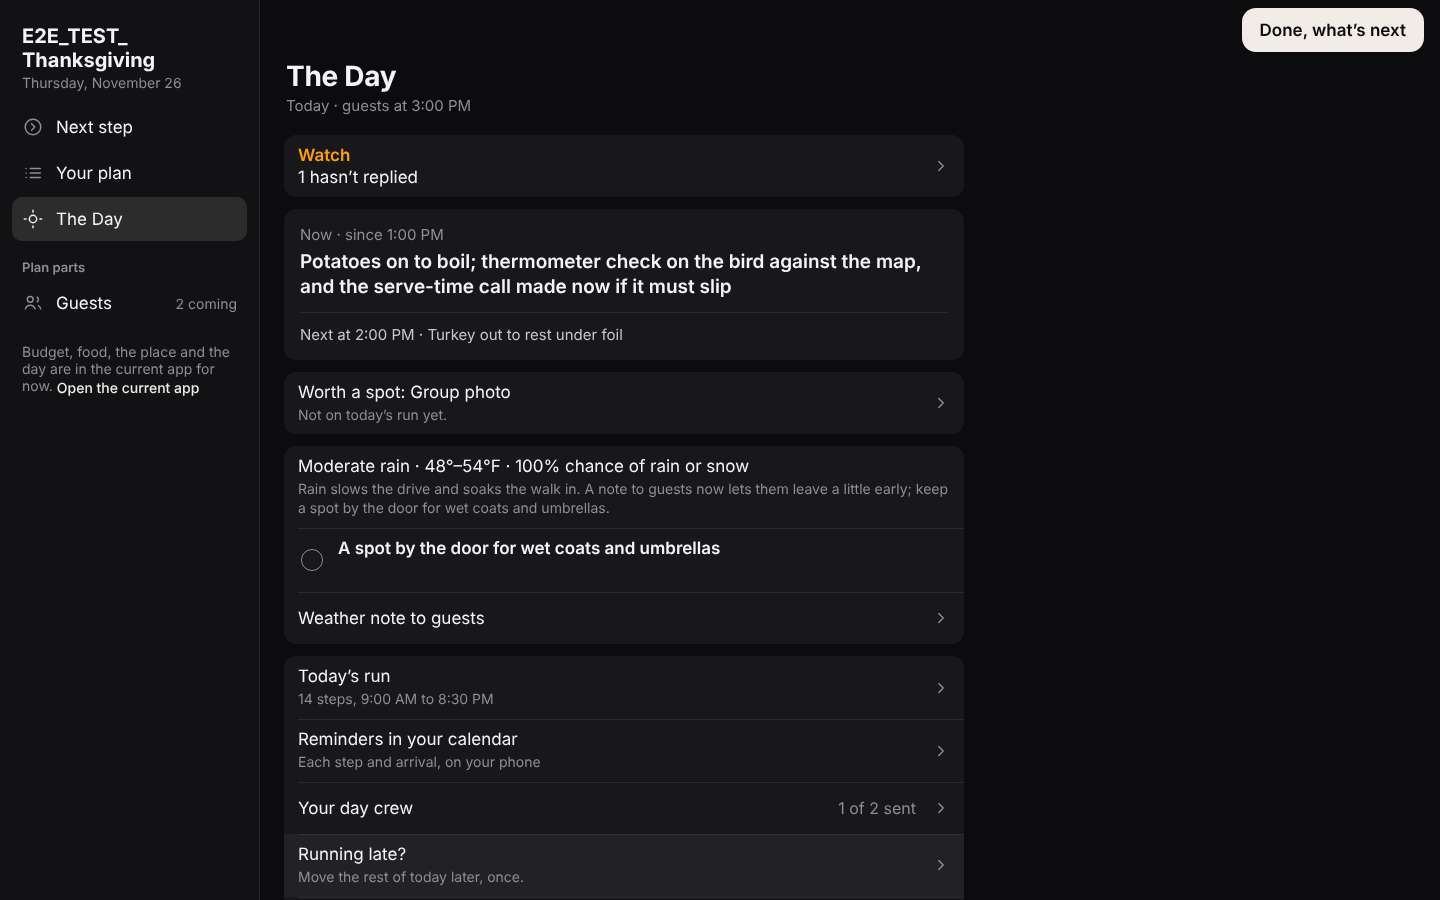 E2E_TEST_
Thanksgiving
Thursday, November 26
Next step
Your plan
The Day
Plan parts
Guests 2 coming
Budget, food, the place and the
day are in the current app for
now. Open the current app
Done, what’s next
The Day
Today · guests at 3:00 PM
Watch
1 hasn’t replied
Now · since 1:00 PM
Potatoes on to boil; thermometer check on the bird against the map,
and the serve-time call made now if it must slip
Next at 2:00 PM · Turkey out to rest under foil
Worth a spot: Group photo
Not on today’s run yet.
Moderate rain · 48°–54°F · 100% chance of rain or snow
Rain slows the drive and soaks the walk in. A note to guests now lets them leave a little early; keep
a spot by the door for wet coats and umbrellas.
A spot by the door for wet coats and umbrellas
Weather note to guests
Today’s run
14 steps, 9:00 AM to 8:30 PM
Reminders in your calendar
Each step and arrival, on your phone
Your day crew 1 of 2 sent
Running late?
Move the rest of today later, once.